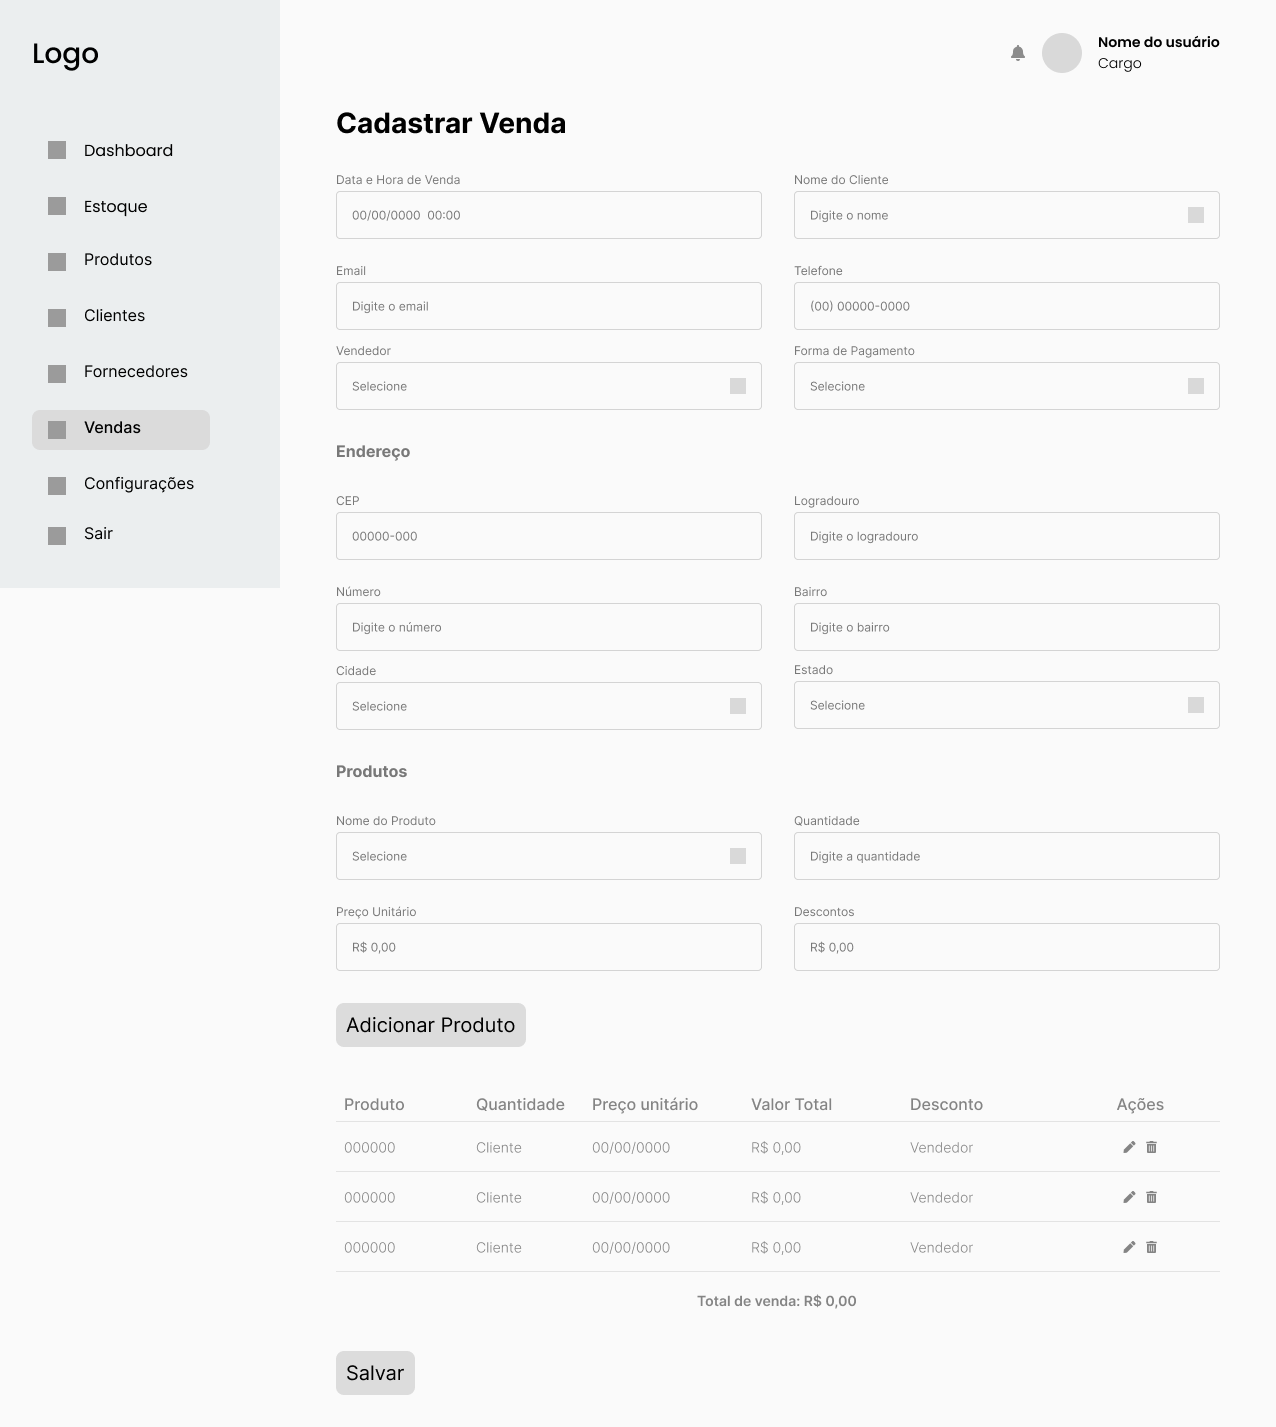 Logo
Dashboard
Estoque
Produtos
Clientes
Fornecedores
Vendas
Configurações
Sair
Nome do usuário
Cargo
Cadastrar Venda
Data e Hora de Venda
00/00/0000  00:00
Nome do Cliente
Digite o nome
Email
Digite o email
Telefone
(00) 00000-0000
Vendedor
Selecione
Forma de Pagamento
Selecione
Endereço
CEP
00000-000
Logradouro
Digite o logradouro
Número
Digite o número
Bairro
Digite o bairro
Cidade
Selecione
Estado
Selecione
Produtos
Nome do Produto
Selecione
Quantidade
Digite a quantidade
Preço Unitário
R$ 0,00
Descontos
R$ 0,00
Adicionar Produto
Produto Quantidade Preço unitário Valor Total Desconto Ações
000000 Cliente 00/00/0000 R$ 0,00 Vendedor
000000 Cliente 00/00/0000 R$ 0,00 Vendedor
000000 Cliente 00/00/0000 R$ 0,00 Vendedor
Total de venda: R$ 0,00
Salvar